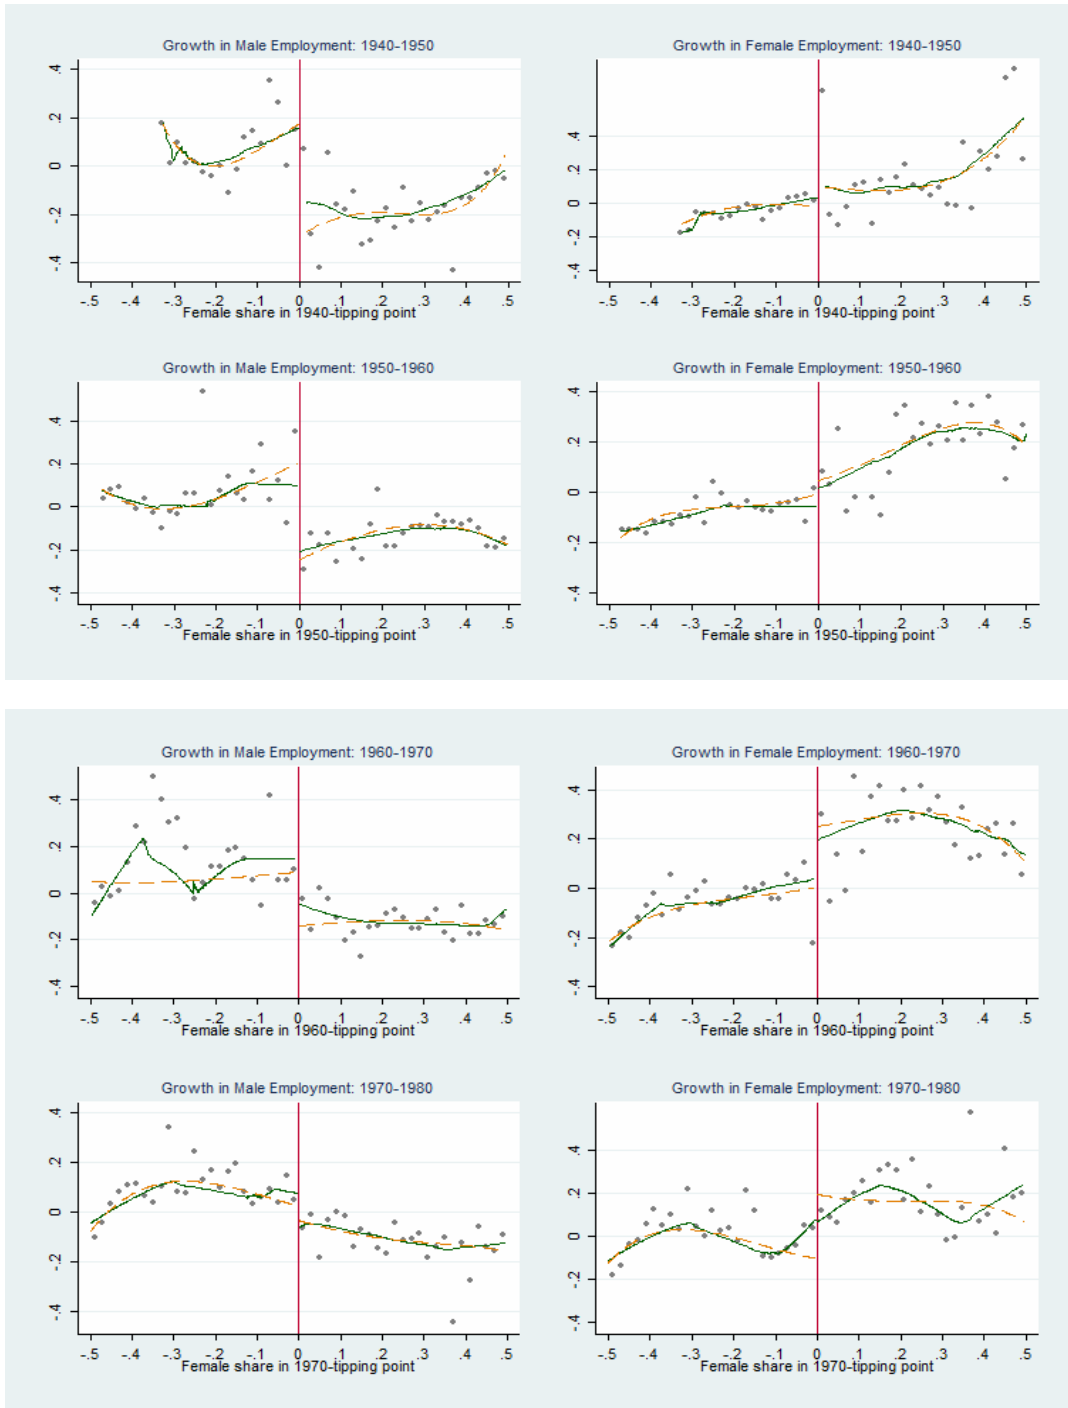 Growth in Male Employment: 1940-1950
.4
.2
0
-.2
-.4
-.5 -.4 -.3 -.2 -.1 0 .1 .2 .3 .4 .5
Female share in 1940-tipping point
Growth in Female Employment: 1940-1950
.4
.2
0
-.2
-.4
-.5 -.4 -.3 -.2 -.1 0 .1 .2 .3 .4 .5
Female share in 1940-tipping point
Growth in Male Employment: 1950-1960
.4
.2
0
-.2
-.4
-.5 -.4 -.3 -.2 -.1 0 .1 .2 .3 .4 .5
Female share in 1950-tipping point
Growth in Female Employment: 1950-1960
.4
.2
0
-.2
-.4
-.5 -.4 -.3 -.2 -.1 0 .1 .2 .3 .4 .5
Female share in 1950-tipping point
Growth in Male Employment: 1960-1970
.4
.2
0
-.2
-.4
-.5 -.4 -.3 -.2 -.1 0 .1 .2 .3 .4 .5
Female share in 1960-tipping point
Growth in Female Employment: 1960-1970
.4
.2
0
-.2
-.4
-.5 -.4 -.3 -.2 -.1 0 .1 .2 .3 .4 .5
Female share in 1960-tipping point
Growth in Male Employment: 1970-1980
.4
.2
0
-.2
-.4
-.5 -.4 -.3 -.2 -.1 0 .1 .2 .3 .4 .5
Female share in 1970-tipping point
Growth in Female Employment: 1970-1980
.4
.2
0
-.2
-.4
-.5 -.4 -.3 -.2 -.1 0 .1 .2 .3 .4 .5
Female share in 1970-tipping point